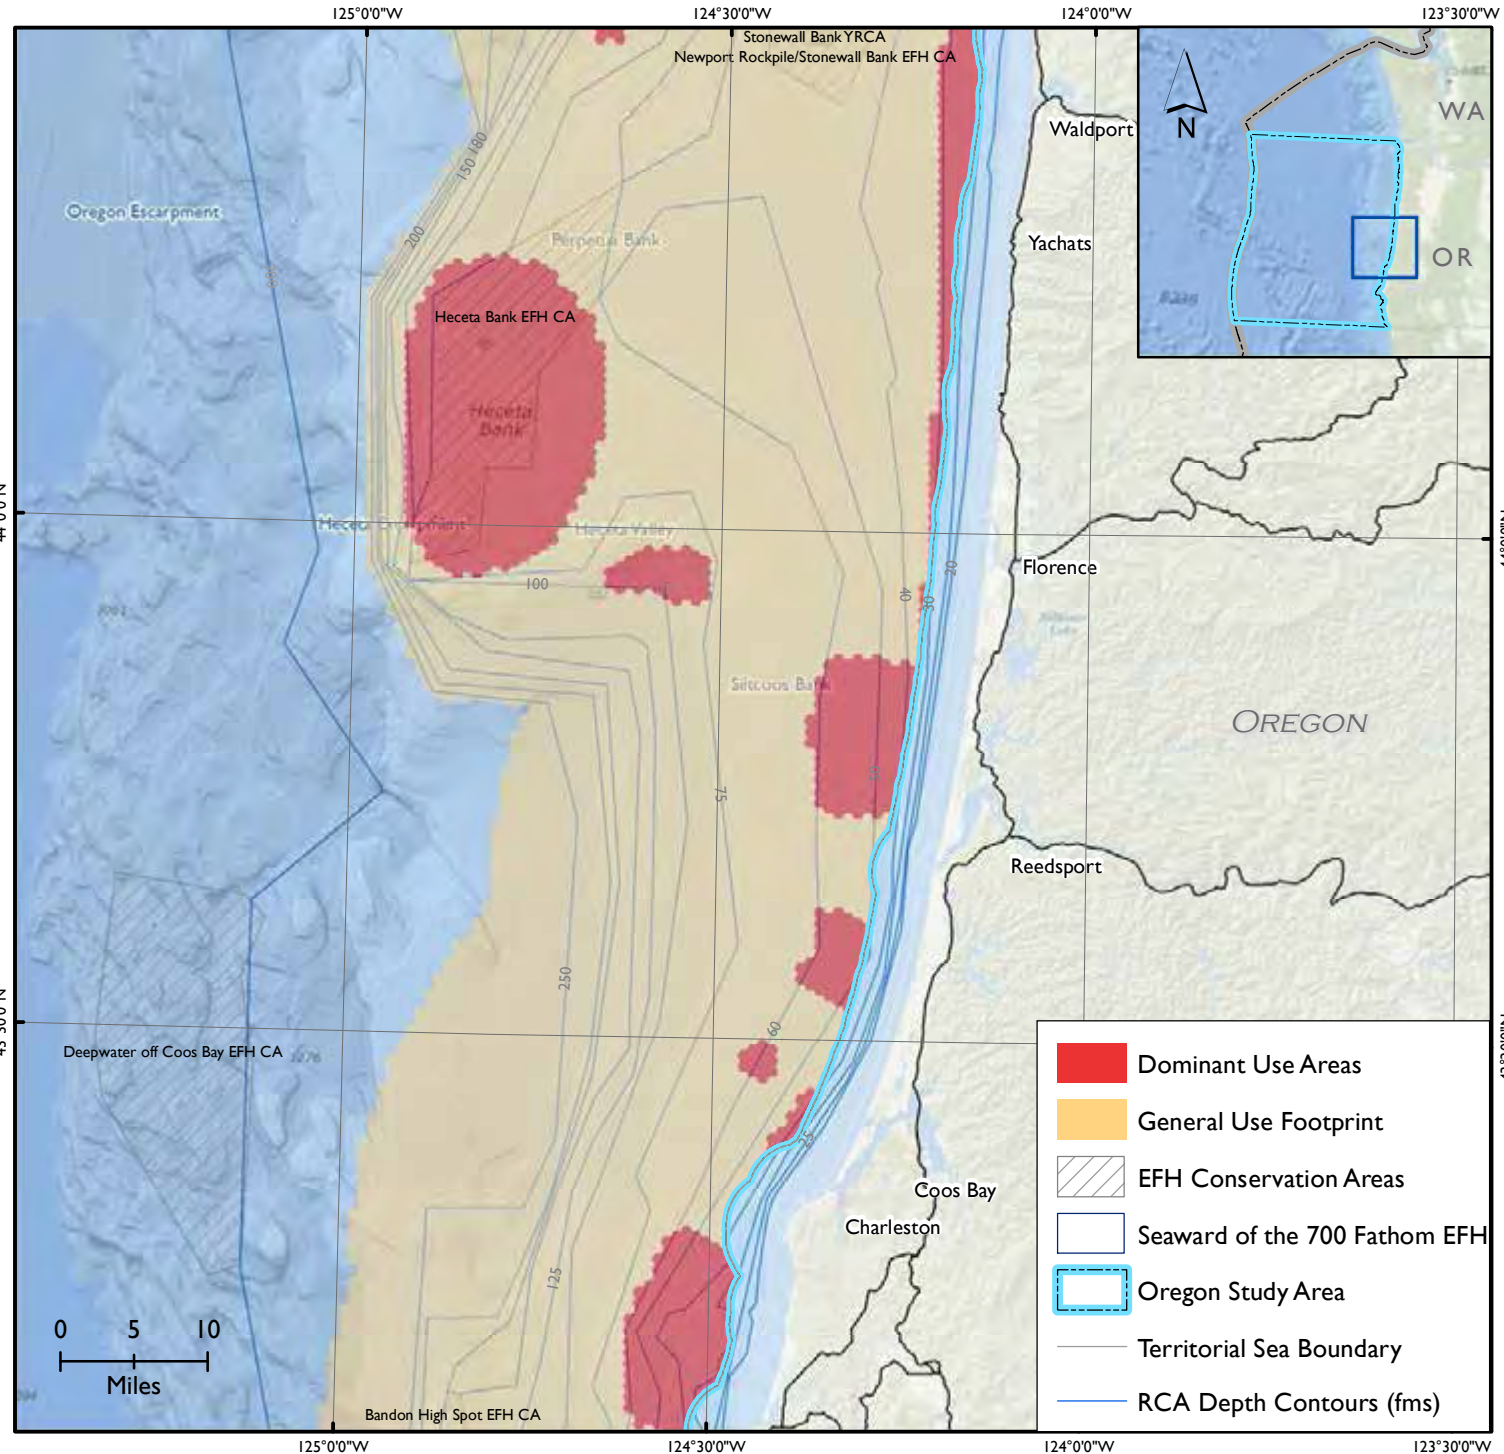 125°0'0"W
124°30'0"W
124°0'0"W
123°30'0"W
Stonewall Bank YRCA
Newport Rockpile/Stonewall Bank EFH CA
WA
N
OR
Waldport
180
150
Oregon Escarpment
200
Perpetua Bank
Yachats
Heceta Bank EFH CA
Heceta
Bank
44°0'0"N
Heceta Escarpment
Heceta Valley
100
20
Florence
40
30
Siltcoos Bank
OREGON
50
75
Reedsport
250
60
Deepwater off Coos Bay EFH CA
3276
25
Coos Bay
Charleston
125
Bandon High Spot EFH CA
0 5 10
Miles
Dominant Use Areas
General Use Footprint
EFH Conservation Areas
Seaward of the 700 Fathom EFH
Oregon Study Area
Territorial Sea Boundary
RCA Depth Contours (fms)
125°0'0"W
124°30'0"W
124°0'0"W
123°30'0"W